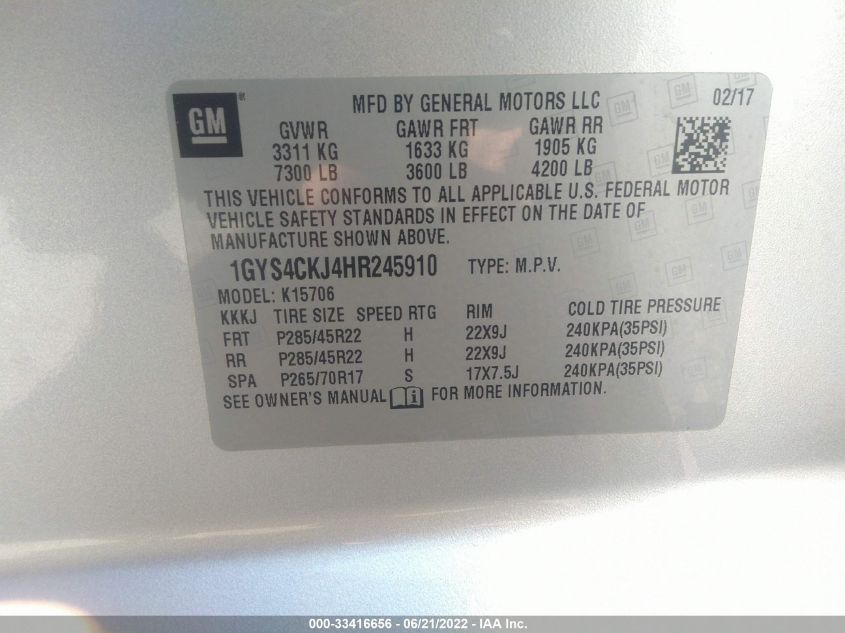 GM ® MFD BY GENERAL MOTORS LLC 02/17
GVWR GAWR FRT GAWR RR
3311 KG 1633 KG 1905 KG
7300 LB 3600 LB 4200 LB
THIS VEHICLE CONFORMS TO ALL APPLICABLE U.S. FEDERAL MOTOR
VEHICLE SAFETY STANDARDS IN EFFECT ON THE DATE OF
MANUFACTURE SHOWN ABOVE.
1GYS4CKJ4HR245910 TYPE: M.P.V.
MODEL: K15706
KKKJ TIRE SIZE SPEED RTG RIM COLD TIRE PRESSURE
FRT P285/45R22 H 22X9J 240KPA(35PSI)
RR P285/45R22 H 22X9J 240KPA(35PSI)
SPA P265/70R17 S 17X7.5J 240KPA(35PSI)
SEE OWNER'S MANUAL i FOR MORE INFORMATION.
000-33416656 - 06/21/2022 - IAA Inc.